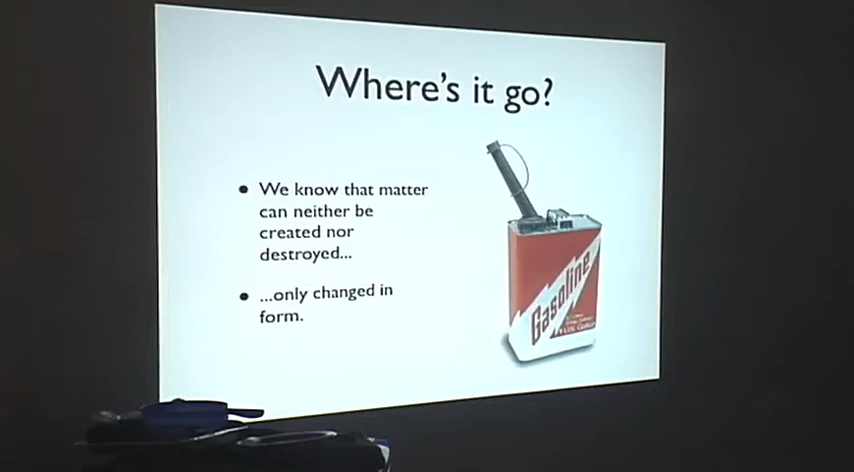 Where's it go?
• We know that matter
can neither be
created nor
destroyed...
• ...only changed in
form.
Gasoline